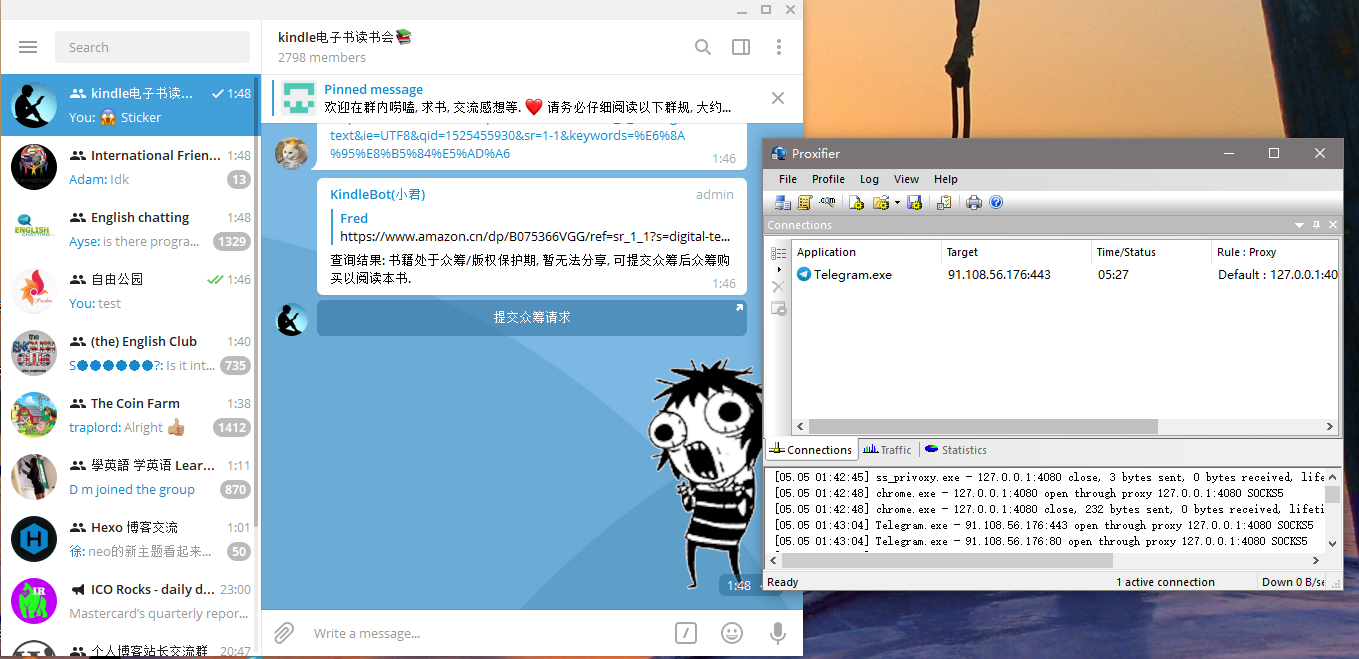 Search
kindle电子书读... 1:48
You: 😱 Sticker
International Frien... 1:48
Adam: Idk 13
English chatting 1:48
Ayse: is there progra... 1329
自由公园 1:46
You: test
(the) English Club 1:40
S●●●●●●?: Is it int... 735
The Coin Farm 1:38
traplord: Alright 👍🏼 1412
學英語 学英语 Lear... 1:11
D m joined the group 870
Hexo 博客交流 1:01
徐: neo的新主题看起来... 50
ICO Rocks - daily d... 23:00
Mastercard’s quarterly repor...
个人博客站长交流群 20:47
kindle电子书读书会📚
2798 members
Pinned message
欢迎在群内唠嗑, 求书, 交流感想等. ❤️ 请务必仔细阅读以下群规, 大约...
text&ie=UTF8&qid=1525455930&sr=1-1&keywords=%E6%8A
%95%E8%B5%84%E5%AD%A6
1:46
KindleBot(小君) admin
Fred
https://www.amazon.cn/dp/B075366VGG/ref=sr_1_1?s=digital-te...
查询结果: 书籍处于众筹/版权保护期, 暂无法分享, 可提交众筹后众筹购
买以阅读本书.
1:46
提交众筹请求
1:48
Write a message...
Proxifier
File Profile Log View Help
Connections
Application Target Time/Status Rule : Proxy
Telegram.exe 91.108.56.176:443 05:27 Default : 127.0.0.1:40
Connections Traffic Statistics
[05.05 01:42:45] ss_privoxy.exe - 127.0.0.1:4080 close, 3 bytes sent, 0 bytes received, life
[05.05 01:42:48] chrome.exe - 127.0.0.1:4080 open through proxy 127.0.0.1:4080 SOCKS5
[05.05 01:42:48] chrome.exe - 127.0.0.1:4080 close, 232 bytes sent, 0 bytes received, lifeti
[05.05 01:43:04] Telegram.exe - 91.108.56.176:443 open through proxy 127.0.0.1:4080 SOCKS5
[05.05 01:43:04] Telegram.exe - 91.108.56.176:80 open through proxy 127.0.0.1:4080 SOCKS5
Ready 1 active connection Down 0 B/se